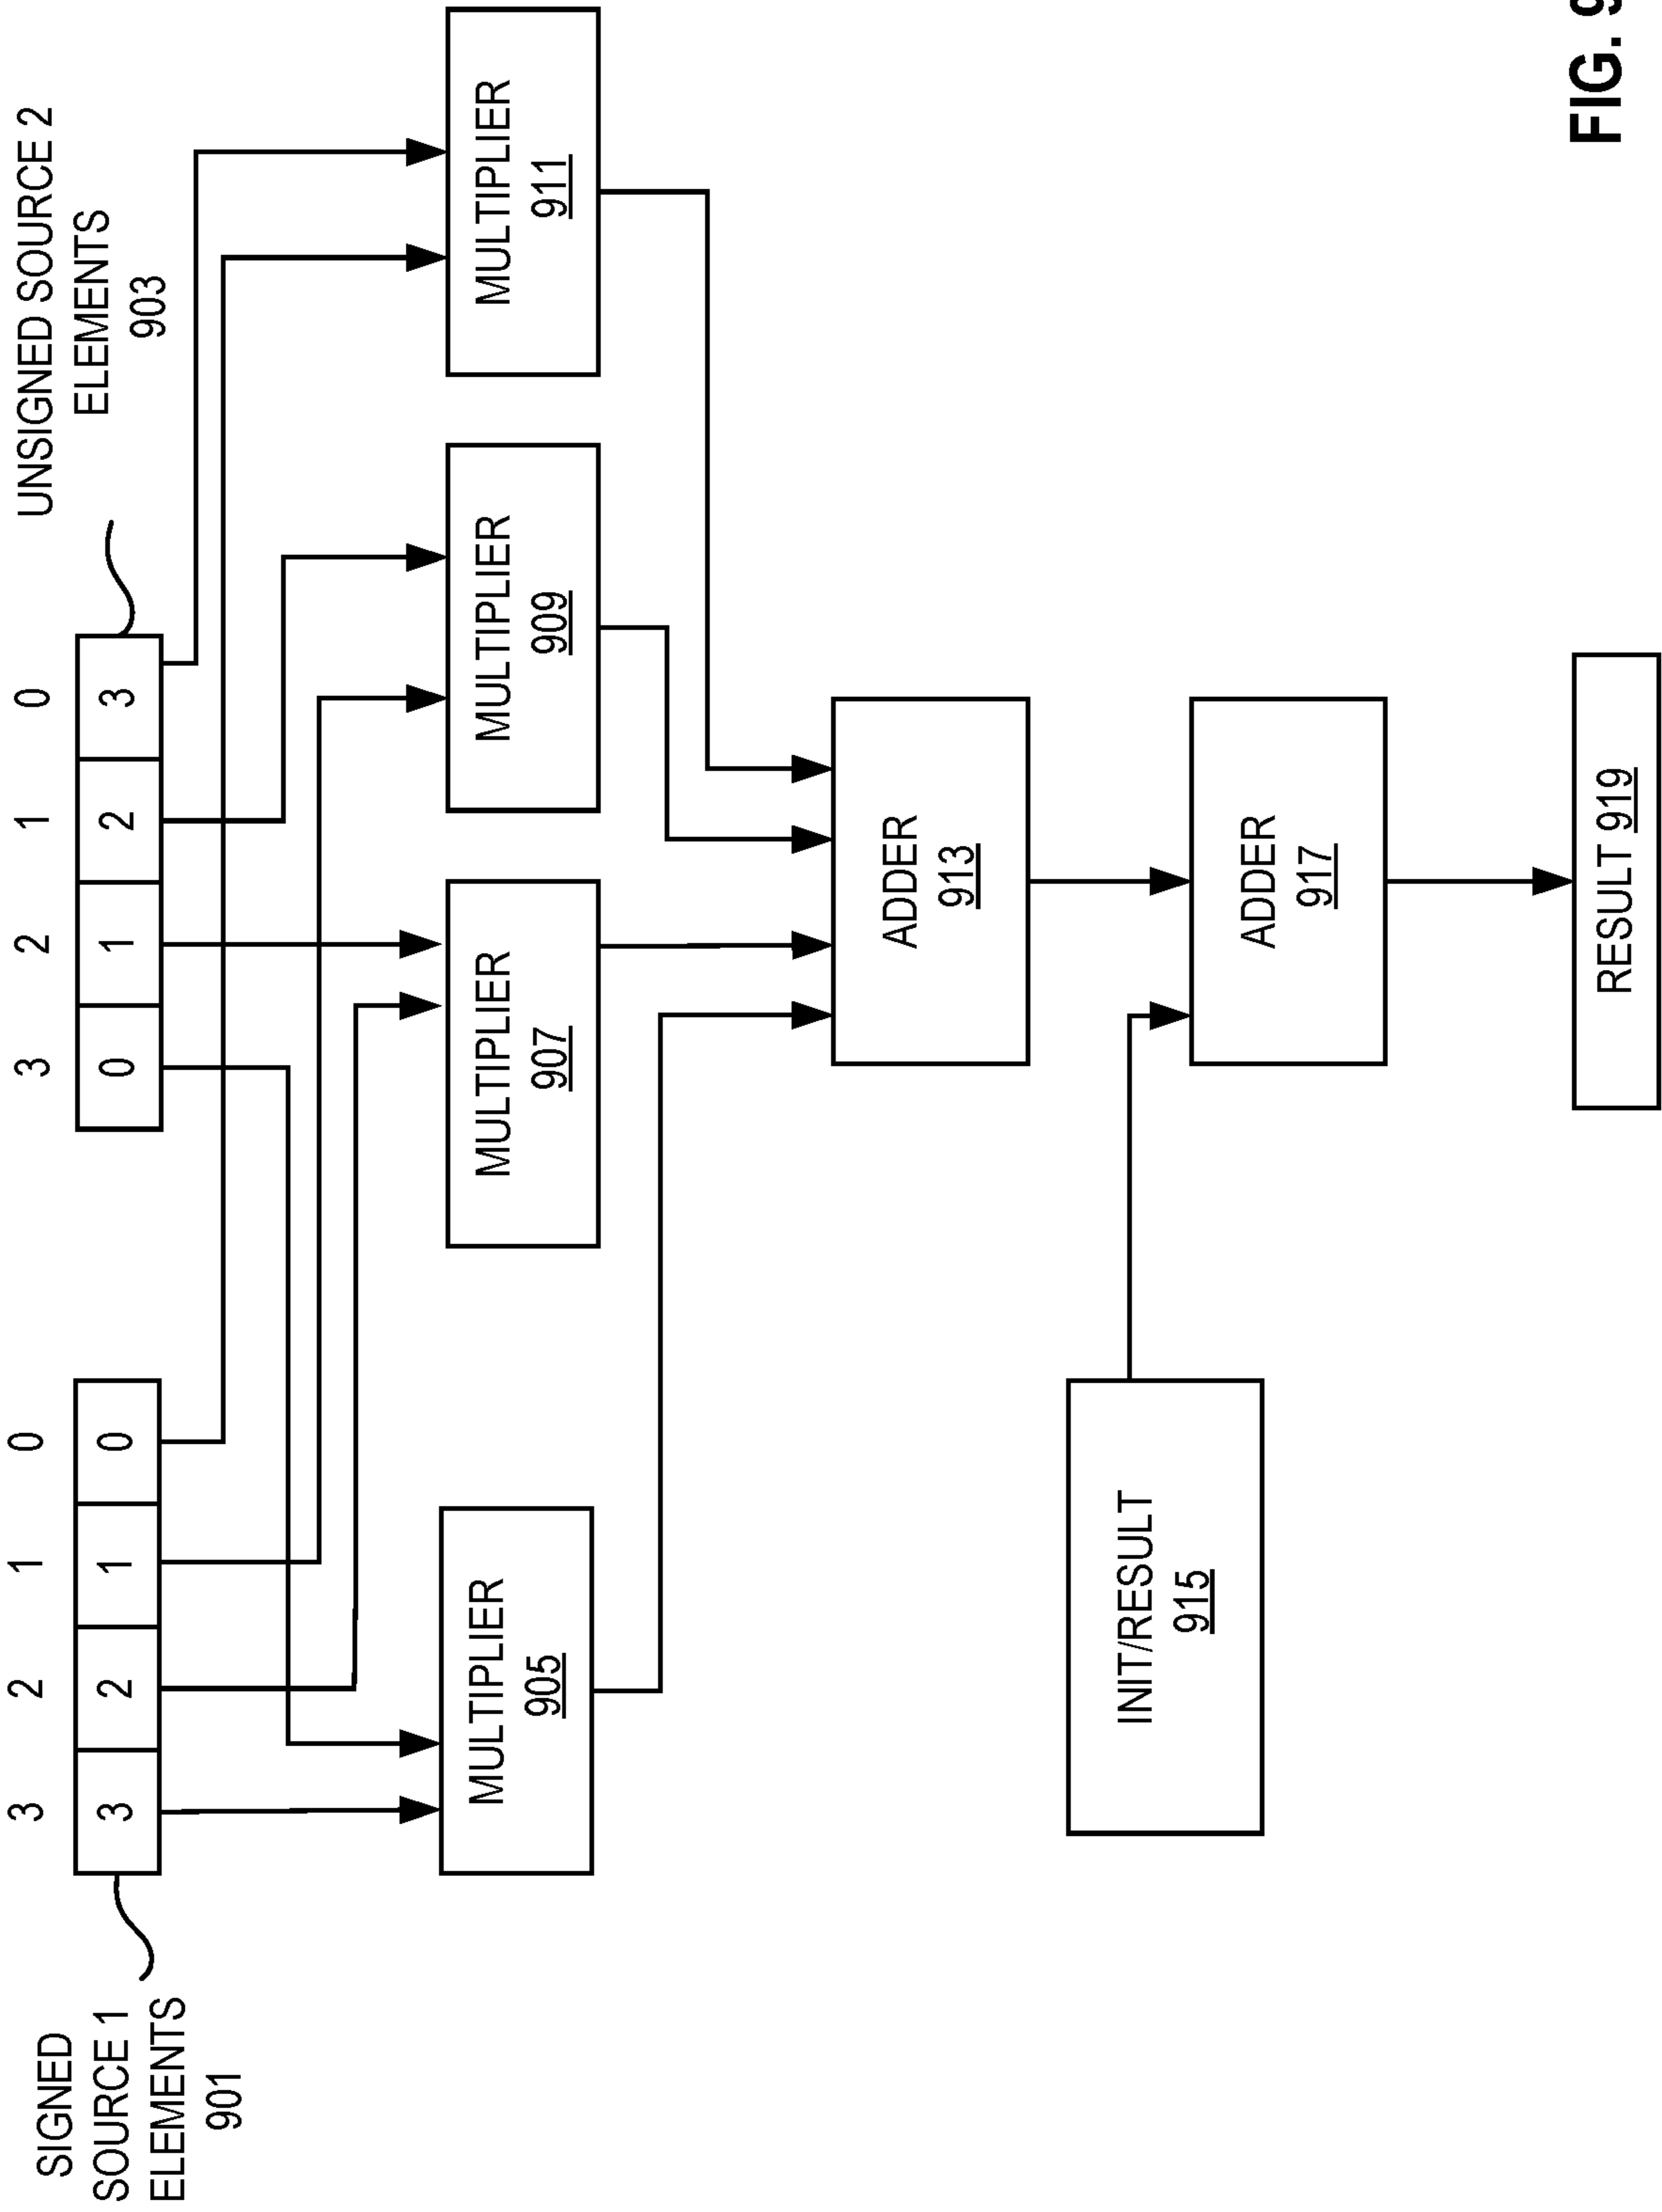 UNSIGNED SOURCE 2
ELEMENTS
903
SIGNED
SOURCE 1
ELEMENTS
901
3 2 1 0
3 2 1 0
3 2 1 0
0 1 2 3
MULTIPLIER
905
MULTIPLIER
907
MULTIPLIER
909
MULTIPLIER
911
ADDER
913
INIT/RESULT
915
ADDER
917
RESULT 919
FIG. 9